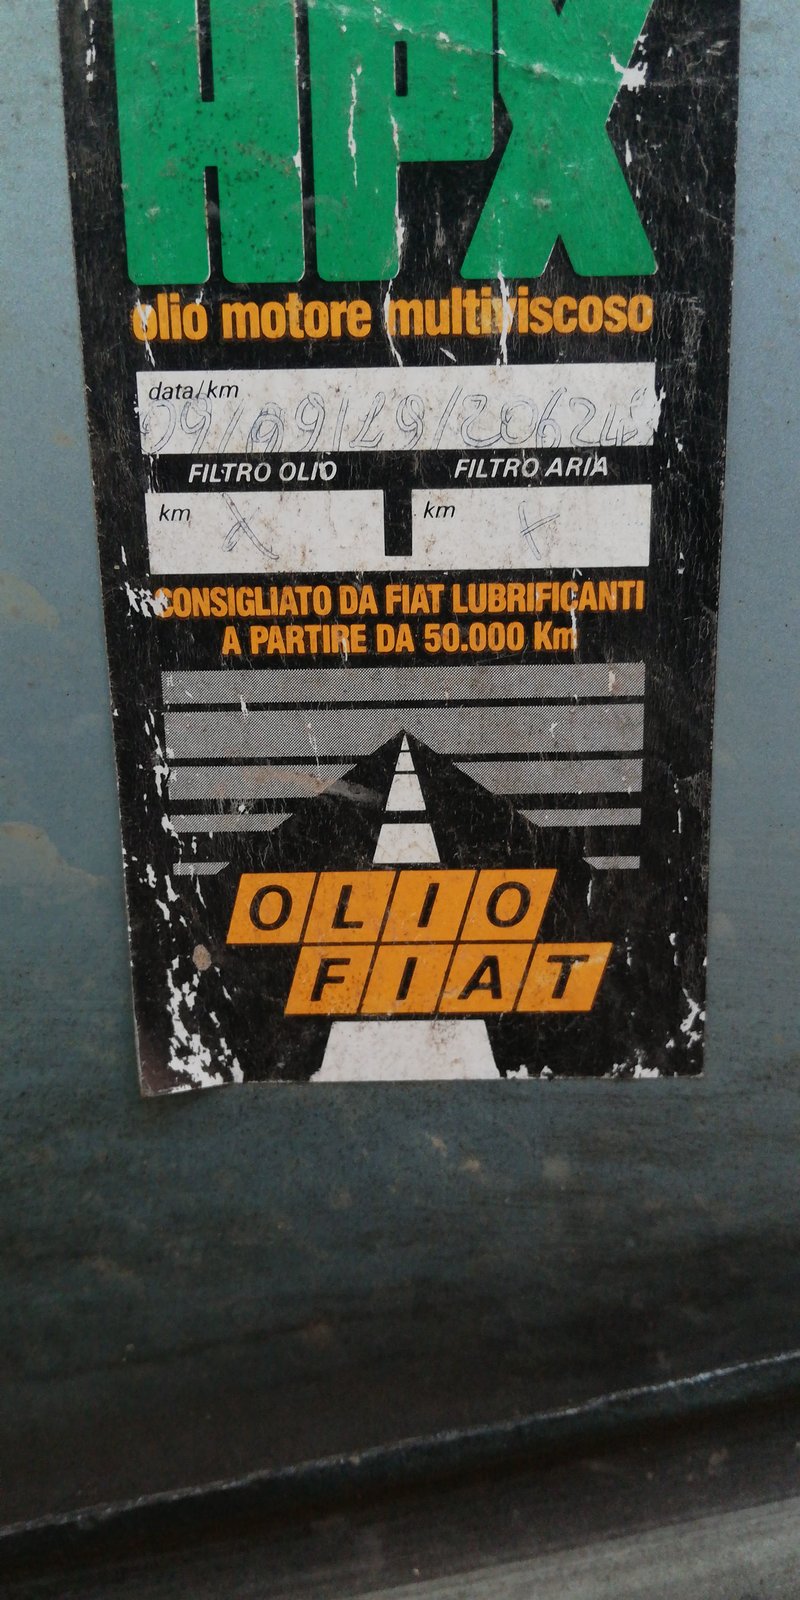 HPX
olio motore multiviscoso
data/km
FILTRO OLIO FILTRO ARIA
km X km X
CONSIGLIATO DA FIAT LUBRIFICANTI
A PARTIRE DA 50.000 Km
OLIO
FIAT